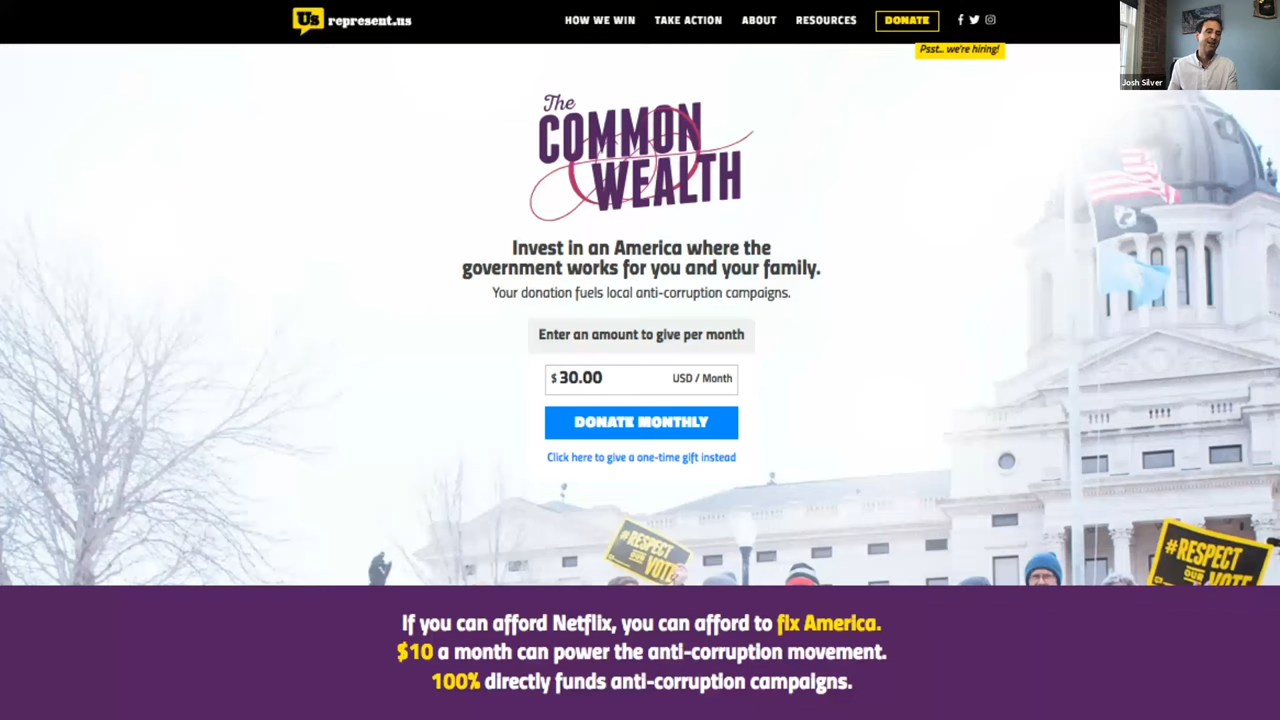 Us represent.us
HOW WE WIN TAKE ACTION ABOUT RESOURCES DONATE
Psst... we're hiring!
Josh Silver
The
COMMON
WEALTH
Invest in an America where the
government works for you and your family.
Your donation fuels local anti-corruption campaigns.
Enter an amount to give per month
$ 30.00 USD / Month
DONATE MONTHLY
Click here to give a one-time gift instead
#RESPECT
OUR
VOTE
#RESPECT
OUR
VOTE
If you can afford Netflix, you can afford to fix America.
$10 a month can power the anti-corruption movement.
100% directly funds anti-corruption campaigns.